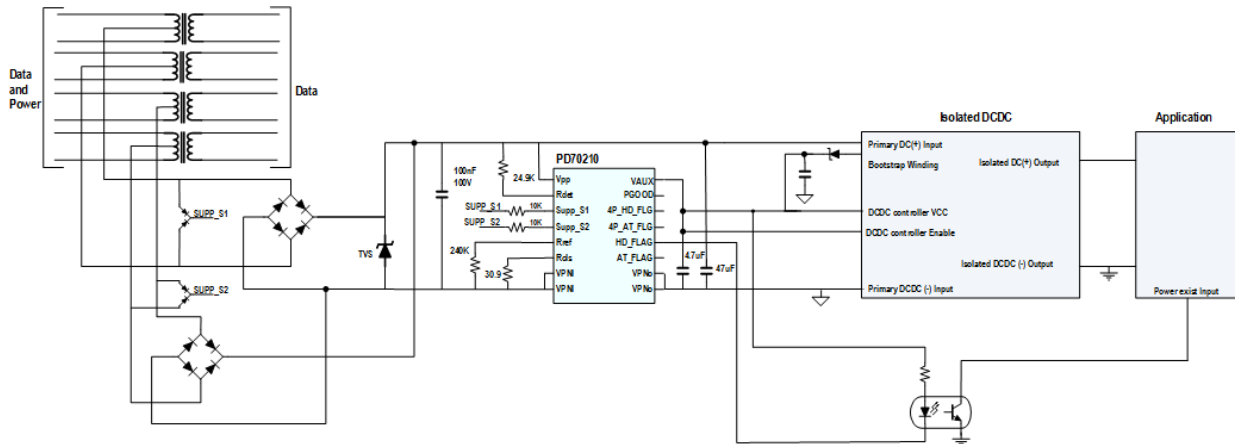 Data
and
Power
Data
SUPP_S1
SUPP_S2
TVS
100nF
100V
24.9K
SUPP_S1
10K
SUPP_S2
10K
240K
30.9
PD70210
Vpp
Rdet
Supp_S1
Supp_S2
Rref
Rcls
VPNI
VPNI
VAUX
PGOOD
4P_HD_FLG
4P_AT_FLG
HD_FLAG
AT_FLAG
VPNo
VPNo
4.7uF
47uF
Isolated DCDC
Primary DC(+) Input
Bootstrap Winding
Isolated DC(+) Output
DCDC controller VCC
DCDC controller Enable
Isolated DCDC (-) Output
Primary DCDC (-) Input
Application
Power exist Input